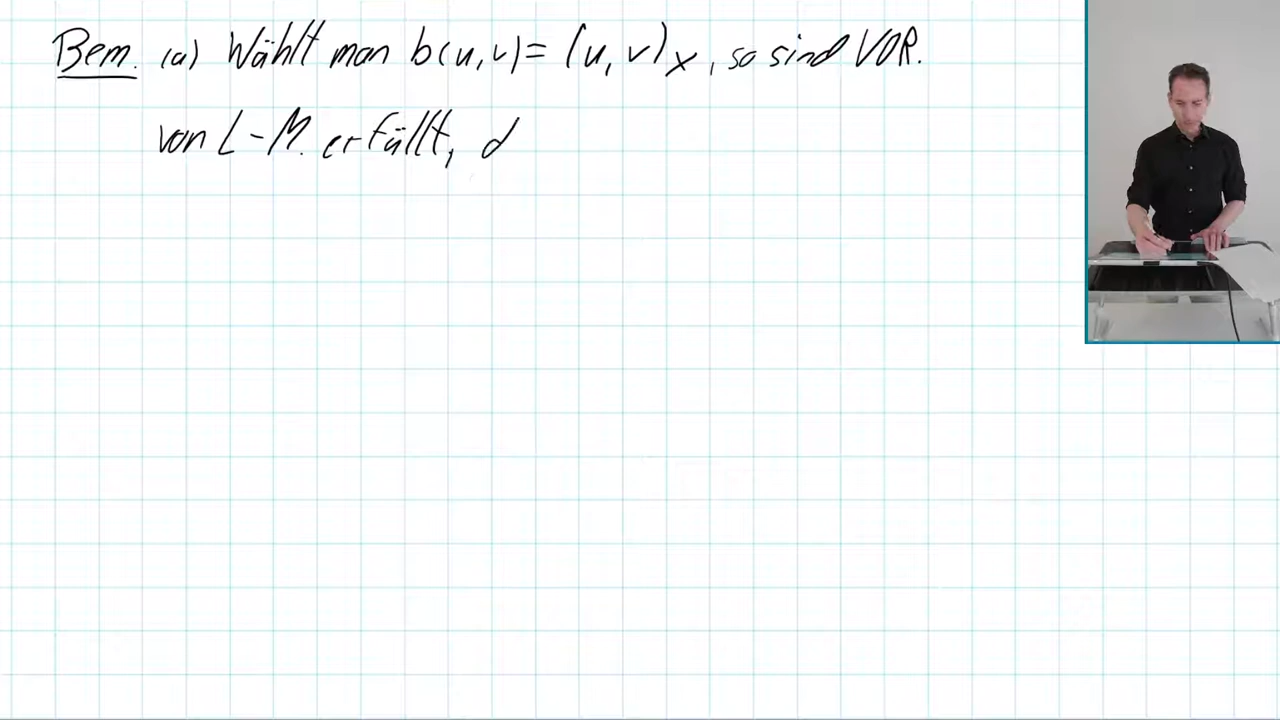 Bem. (a) Wählt man b(u,v) = (u,v)_X, so sind VOR.
von L-M. erfüllt, d